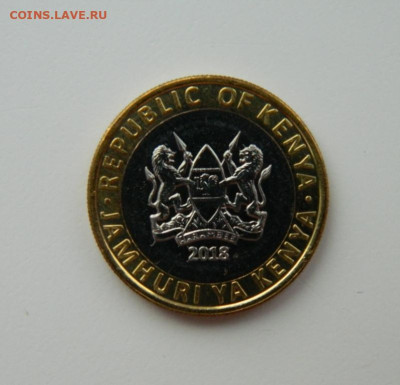 COINS.LAVE.RU
REPUBLIC OF KENYA
HARAMBEE
2018
JAMHURI YA KENYA